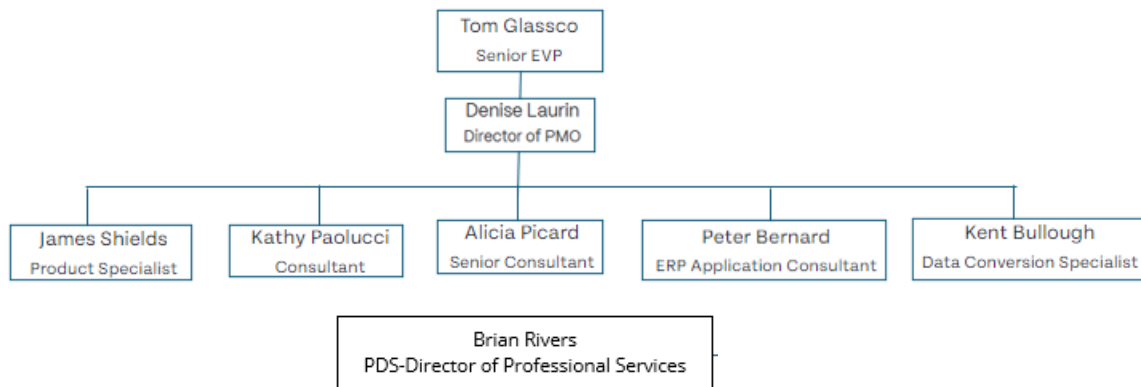 Tom Glassco
Senior EVP
Denise Laurin
Director of PMO
James Shields
Product Specialist
Kathy Paolucci
Consultant
Alicia Picard
Senior Consultant
Peter Bernard
ERP Application Consultant
Kent Bullough
Data Conversion Specialist
Brian Rivers
PDS-Director of Professional Services